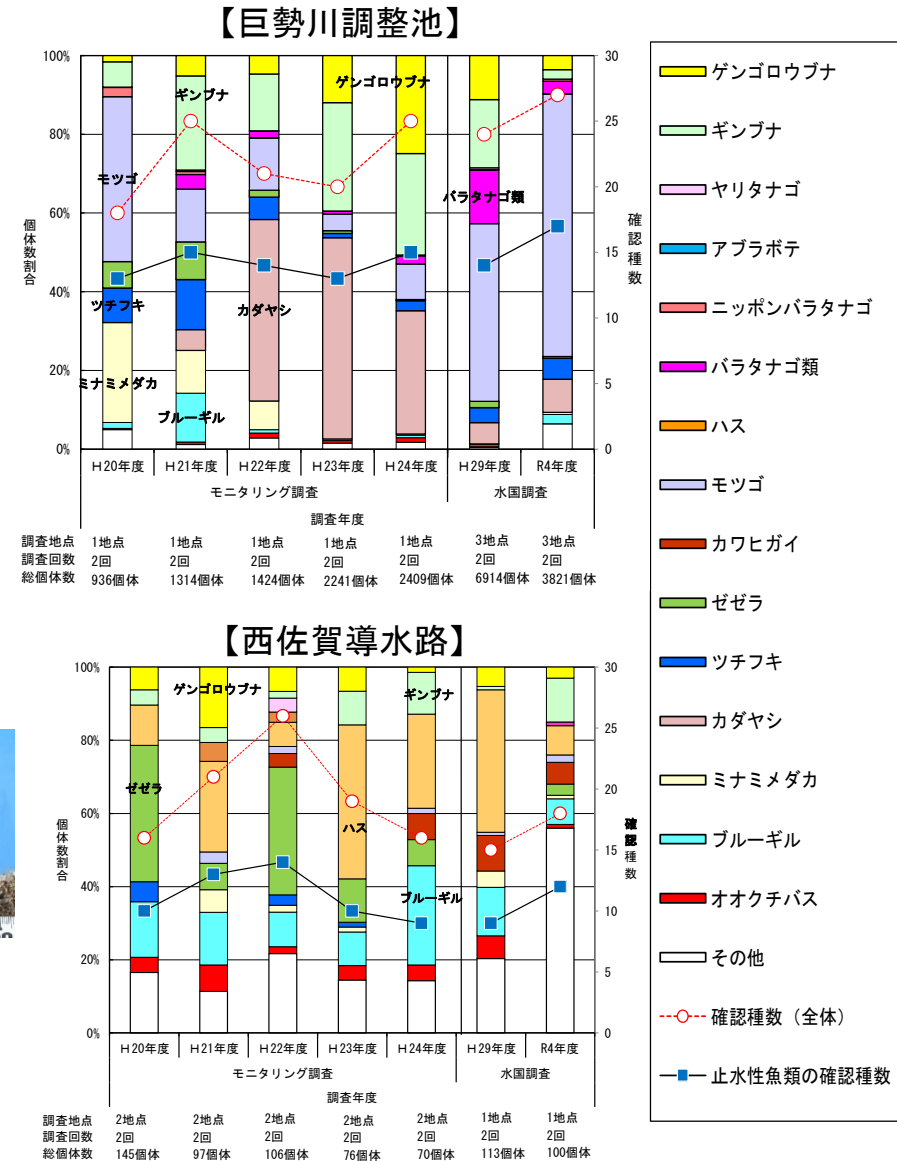 【巨勢川調整池】
100%
80%
60%
40%
20%
0%
個体数割合
30
25
20
15
10
5
0
確認種数
ゲンゴロウブナ
ギンブナ
モツゴ
バラタナゴ類
ツチフキ
カダヤシ
ミナミメダカ
ブルーギル
H20年度 H21年度 H22年度 H23年度 H24年度 H29年度 R4年度
モニタリング調査 水国調査
調査年度
調査地点 1地点 1地点 1地点 1地点 1地点 3地点 3地点
調査回数 2回 2回 2回 2回 2回 2回 2回
総個体数 936個体 1314個体 1424個体 2241個体 2409個体 6914個体 3821個体
【西佐賀導水路】
100%
80%
60%
40%
20%
0%
個体数割合
30
25
20
15
10
5
0
確認種数
ゲンゴロウブナ
ギンブナ
ゼゼラ
ハス
ブルーギル
H20年度 H21年度 H22年度 H23年度 H24年度 H29年度 R4年度
モニタリング調査 水国調査
調査年度
調査地点 2地点 2地点 2地点 2地点 2地点 1地点 1地点
調査回数 2回 2回 2回 2回 2回 2回 2回
総個体数 145個体 97個体 106個体 76個体 70個体 113個体 100個体
ゲンゴロウブナ
ギンブナ
ヤリタナゴ
アブラボテ
ニッポンバラタナゴ
バラタナゴ類
ハス
モツゴ
カワヒガイ
ゼゼラ
ツチフキ
カダヤシ
ミナミメダカ
ブルーギル
オオクチバス
その他
確認種数（全体）
止水性魚類の確認種数